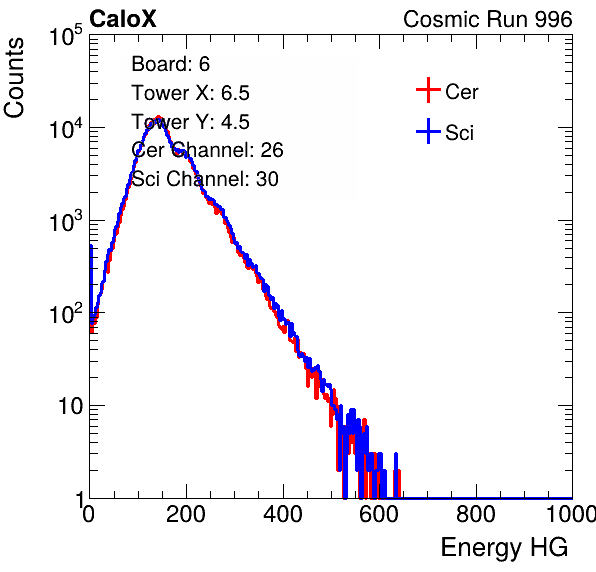 CaloX Cosmic Run 996
Counts
10^5
10^4
10^3
10^2
10
1
Board: 6
Tower X: 6.5
Tower Y: 4.5
Cer Channel: 26
Sci Channel: 30
Cer
Sci
0 200 400 600 800 1000
Energy HG